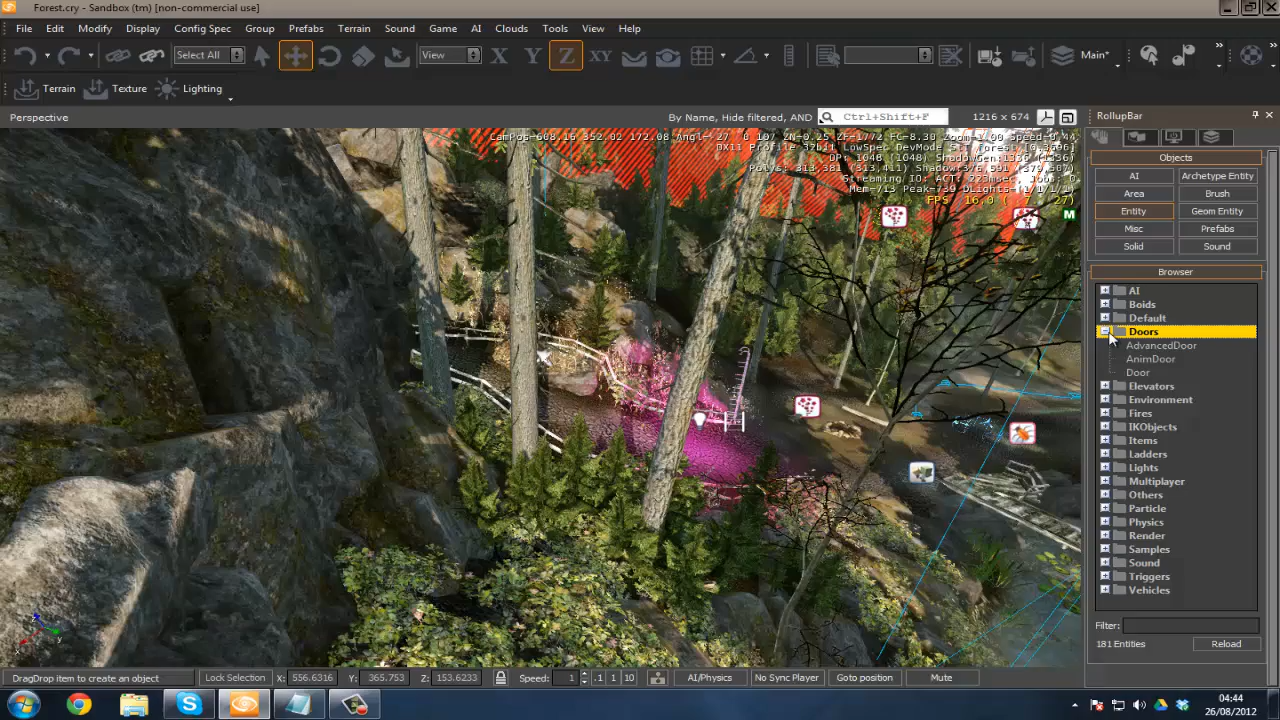 Forest.cry - Sandbox (tm) [non-commercial use]
File Edit Modify Display Config Spec Group Prefabs Terrain Sound Game AI Clouds Tools View Help
Select All View X Y Z XY Main*
Terrain Texture Lighting
Perspective By Name, Hide filtered, AND Ctrl+Shift+F 1216 x 674 RollupBar
Objects
AI Archetype Entity
Area Brush
Entity Geom Entity
Misc Prefabs
Solid Sound
Browser
AI
Boids
Default
Doors
AdvancedDoor
AnimDoor
Door
Elevators
Environment
Fires
IKObjects
Items
Ladders
Lights
Multiplayer
Others
Particle
Physics
Render
Samples
Sound
Triggers
Vehicles
Filter:
181 Entities Reload
M
DragDrop item to create an object Lock Selection X: 556.6316 Y: 365.753 Z: 153.6233 Speed: 1 .1 1 10 AI/Physics No Sync Player Goto position Mute
04:44
26/08/2012